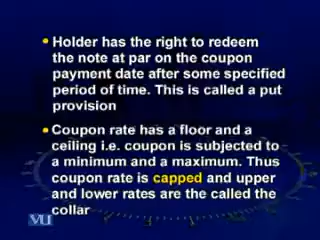 • Holder has the right to redeem
the note at par on the coupon
payment date after some specified
period of time. This is called a put
provision
• Coupon rate has a floor and a
ceiling i.e. coupon is subjected to
a minimum and a maximum. Thus
coupon rate is capped and upper
and lower rates are the called the
collar
VU